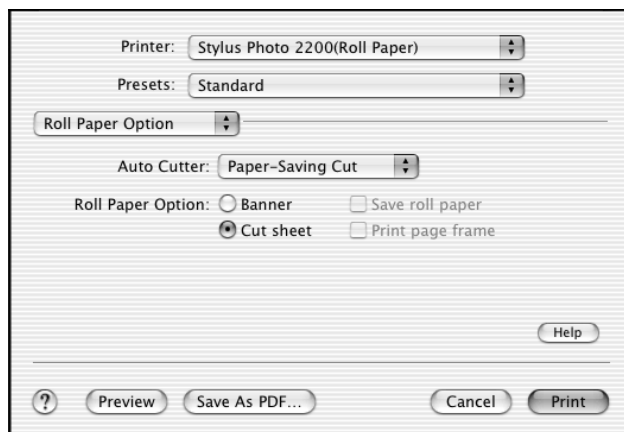 Printer: Stylus Photo 2200(Roll Paper)
Presets: Standard
Roll Paper Option
Auto Cutter: Paper-Saving Cut
Roll Paper Option: Banner Save roll paper
Cut sheet Print page frame
Help
? Preview Save As PDF... Cancel Print